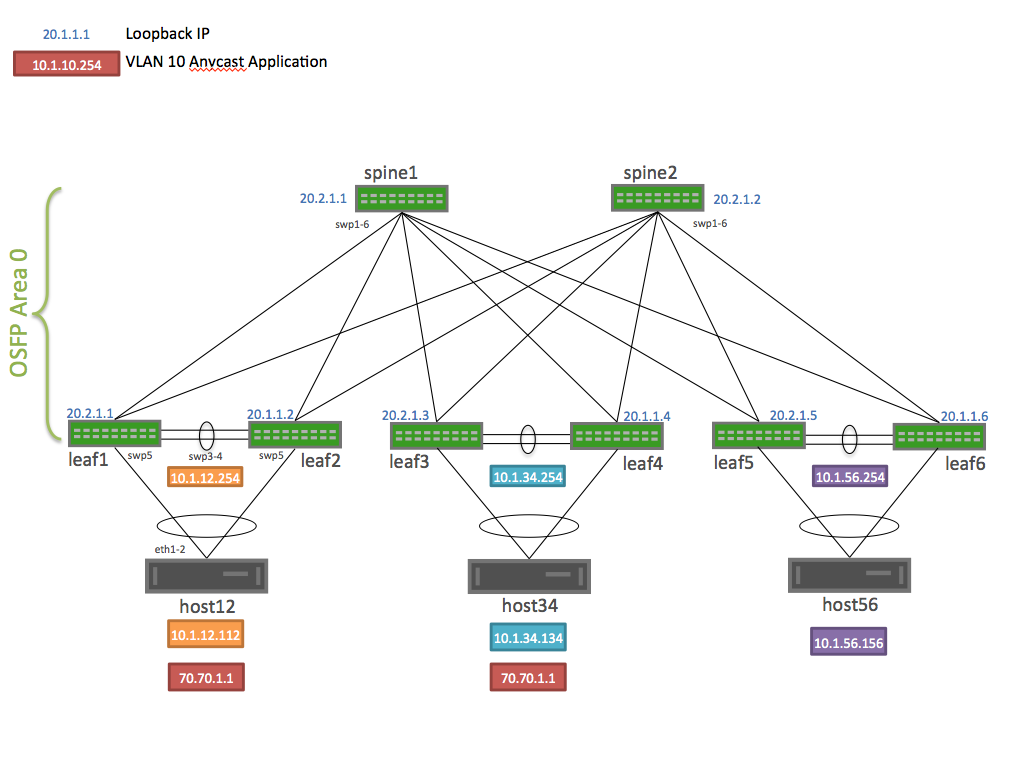 20.1.1.1 Loopback IP
10.1.10.254 VLAN 10 Anvcast Application
spine1 spine2
20.2.1.1 20.2.1.2
swp1-6 swp1-6
OSFP Area 0
20.2.1.1 20.1.1.2 20.2.1.3 20.1.1.4 20.2.1.5 20.1.1.6
leaf1 swp5 swp3-4 swp5 leaf2 leaf3 leaf4 leaf5 leaf6
10.1.12.254 10.1.34.254 10.1.56.254
eth1-2
host12 host34 host56
10.1.12.112 10.1.34.134 10.1.56.156
70.70.1.1 70.70.1.1